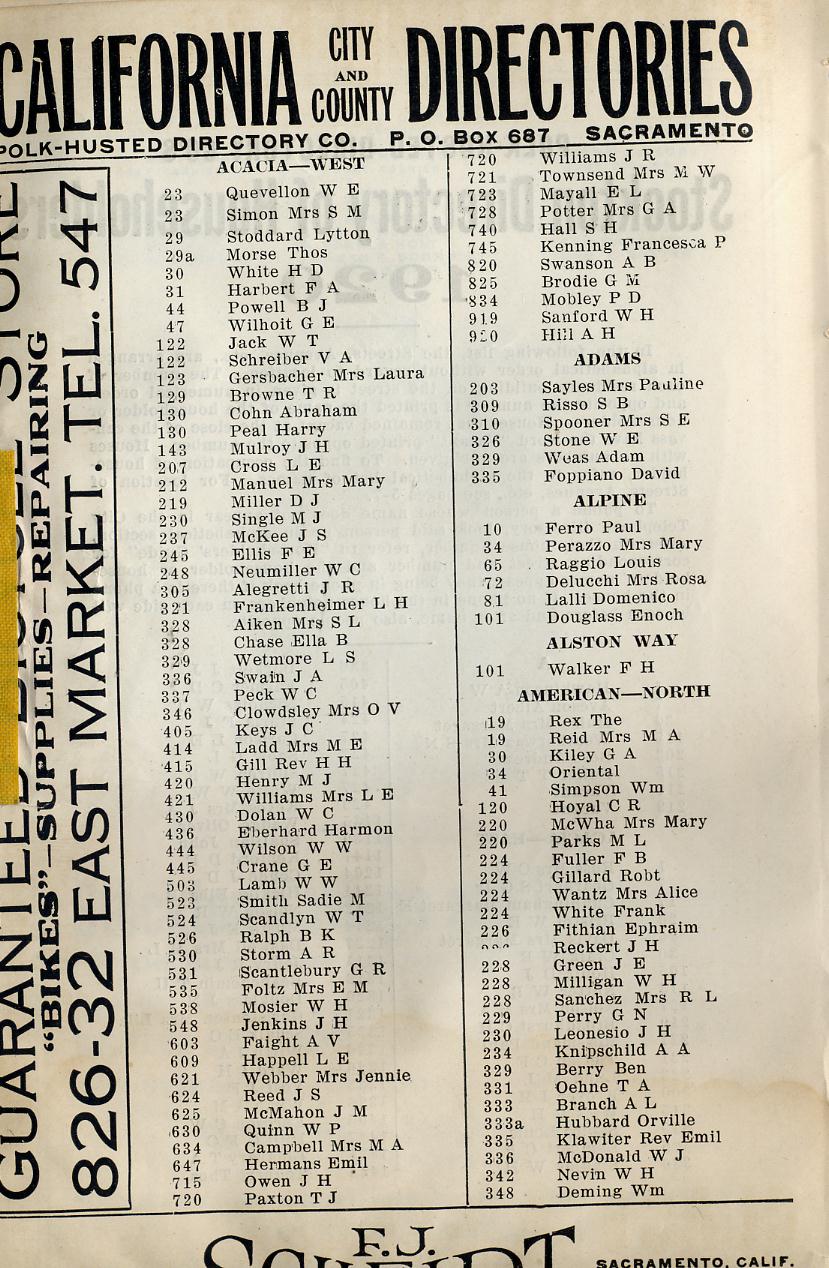 CALIFORNIA CITY AND COUNTY DIRECTORIES
POLK-HUSTED DIRECTORY CO. P. O. BOX 687 SACRAMENTO
GUARANTEED BICYCLE STORE
"BIKES"—SUPPLIES—REPAIRING
826-32 EAST MARKET. TEL. 547
ACACIA—WEST
23 Quevellon W E
23 Simon Mrs S M
29 Stoddard Lytton
29a Morse Thos
30 White H D
31 Harbert F A
44 Powell B J
47 Wilhoit G E
122 Jack W T
122 Schreiber V A
123 Gersbacher Mrs Laura
129 Browne T R
130 Cohn Abraham
130 Peal Harry
143 Mulroy J H
207 Cross L E
212 Manuel Mrs Mary
219 Miller D J
230 Single M J
237 McKee J S
245 Ellis F E
248 Neumiller W C
305 Alegretti J R
321 Frankenheimer L H
328 Aiken Mrs S L
328 Chase Ella B
329 Wetmore L S
336 Swain J A
337 Peck W C
346 Clowdsley Mrs O V
405 Keys J C
414 Ladd Mrs M E
415 Gill Rev H H
420 Henry M J
421 Williams Mrs L E
430 Dolan W C
436 Eberhard Harmon
444 Wilson W W
445 Crane G E
503 Lamb W W
523 Smith Sadie M
524 Scandlyn W T
526 Ralph B K
530 Storm A R
531 Scantlebury G R
535 Foltz Mrs E M
538 Mosier W H
548 Jenkins J H
603 Faight A V
609 Happell L E
621 Webber Mrs Jennie
624 Reed J S
625 McMahon J M
630 Quinn W P
634 Campbell Mrs M A
647 Hermans Emil
715 Owen J H
720 Paxton T J
720 Williams J R
721 Townsend Mrs M W
723 Mayall E L
728 Potter Mrs G A
740 Hall S H
745 Kenning Francesca P
820 Swanson A B
825 Brodie G M
834 Mobley P D
919 Sanford W H
920 Hill A H
ADAMS
203 Sayles Mrs Pauline
309 Risso S B
310 Spooner Mrs S E
326 Stone W E
329 Weas Adam
335 Foppiano David
ALPINE
10 Ferro Paul
34 Perazzo Mrs Mary
65 Raggio Louis
72 Delucchi Mrs Rosa
81 Lalli Domenico
101 Douglass Enoch
ALSTON WAY
101 Walker F H
AMERICAN—NORTH
19 Rex The
19 Reid Mrs M A
30 Kiley G A
34 Oriental
41 Simpson Wm
120 Hoyal C R
220 McWha Mrs Mary
220 Parks M L
224 Fuller F B
224 Gillard Robt
224 Wantz Mrs Alice
224 White Frank
226 Fithian Ephraim
Reckert J H
228 Green J E
228 Milligan W H
228 Sanchez Mrs R L
229 Perry G N
230 Leonesio J H
234 Knipschild A A
329 Berry Ben
331 Oehne T A
333 Branch A L
333a Hubbard Orville
335 Klawiter Rev Emil
336 McDonald W J
342 Nevin W H
348 Deming Wm
F. J.
SCHEIDT
SACRAMENTO, CALIF.